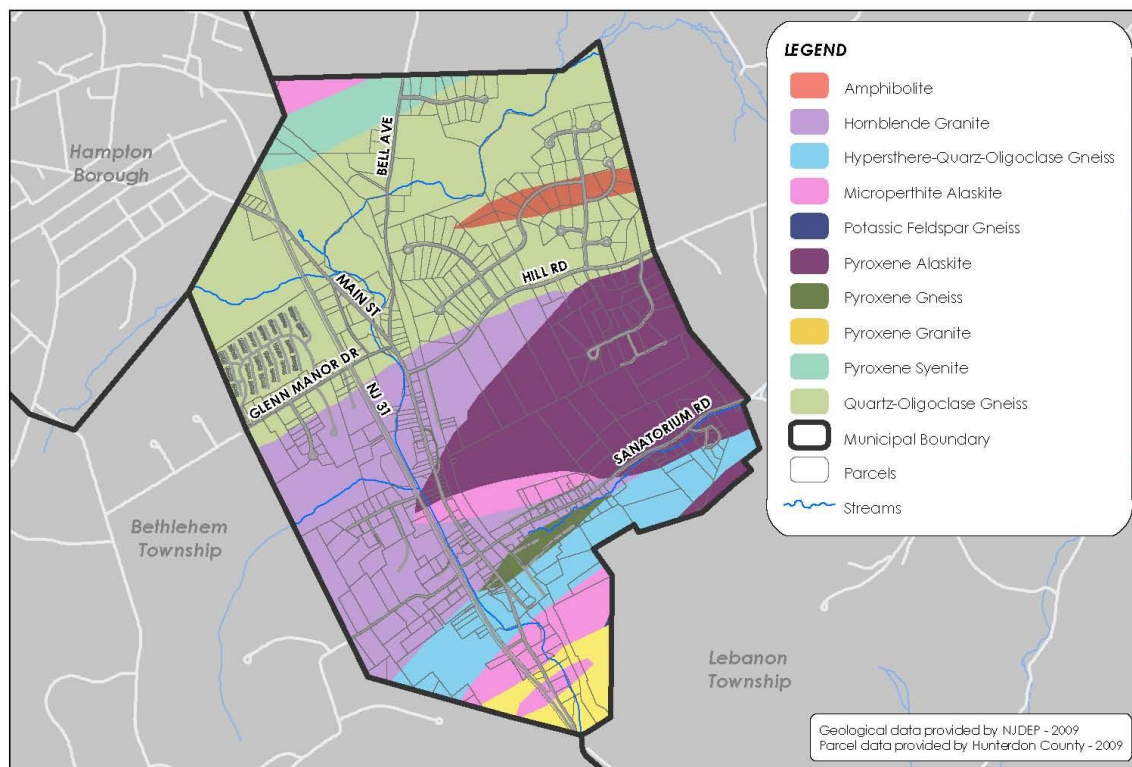 LEGEND
Amphibolite
Hornblende Granite
Hypersthere-Quarz-Oligoclase Gneiss
Microperthite Alaskite
Potassic Feldspar Gneiss
Pyroxene Alaskite
Pyroxene Gneiss
Pyroxene Granite
Pyroxene Syenite
Quartz-Oligoclase Gneiss
Municipal Boundary
Parcels
Streams
Hampton
Borough
BELL AVE
MAIN ST
HILL RD
GLENN MANOR DR
NJ 31
SANATORIUM RD
Bethlehem
Township
Lebanon
Township
Geological data provided by NJDEP - 2009
Parcel data provided by Hunterdon County - 2009